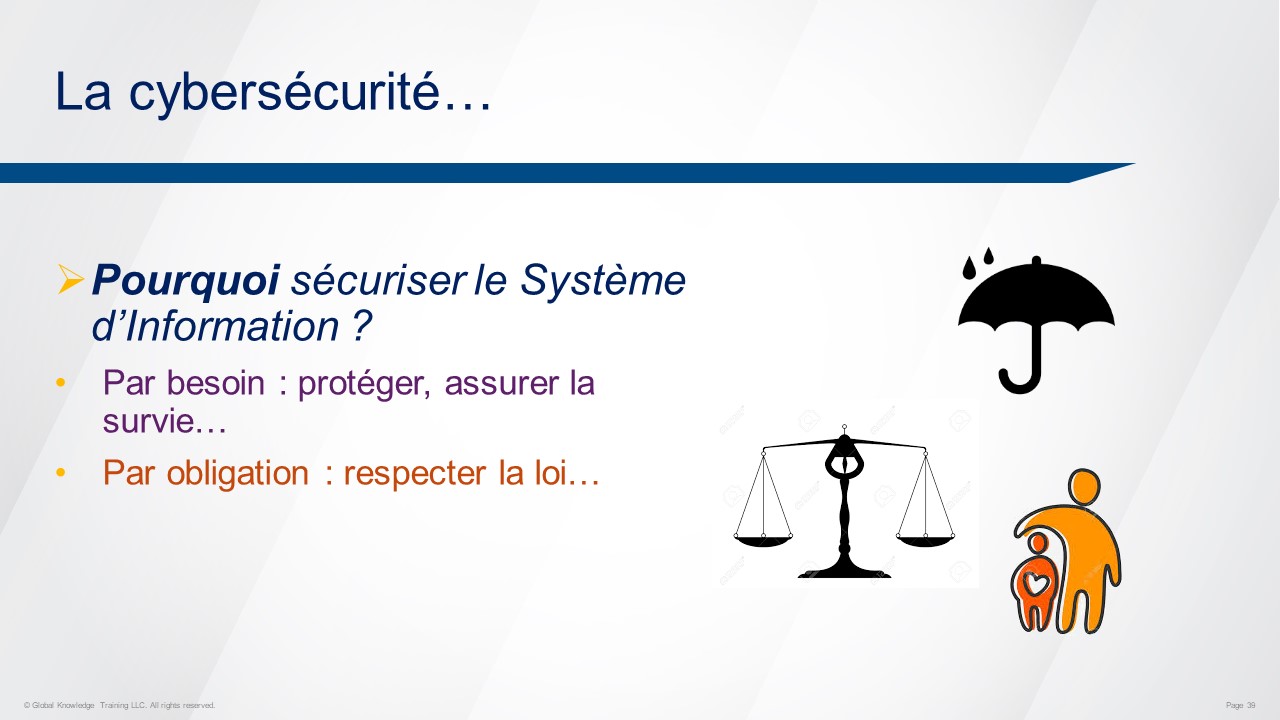 La cybersécurité…
➢Pourquoi sécuriser le Système
d’Information ?
• Par besoin : protéger, assurer la
survie…
• Par obligation : respecter la loi…
© Global Knowledge Training LLC. All rights reserved.
Page 39